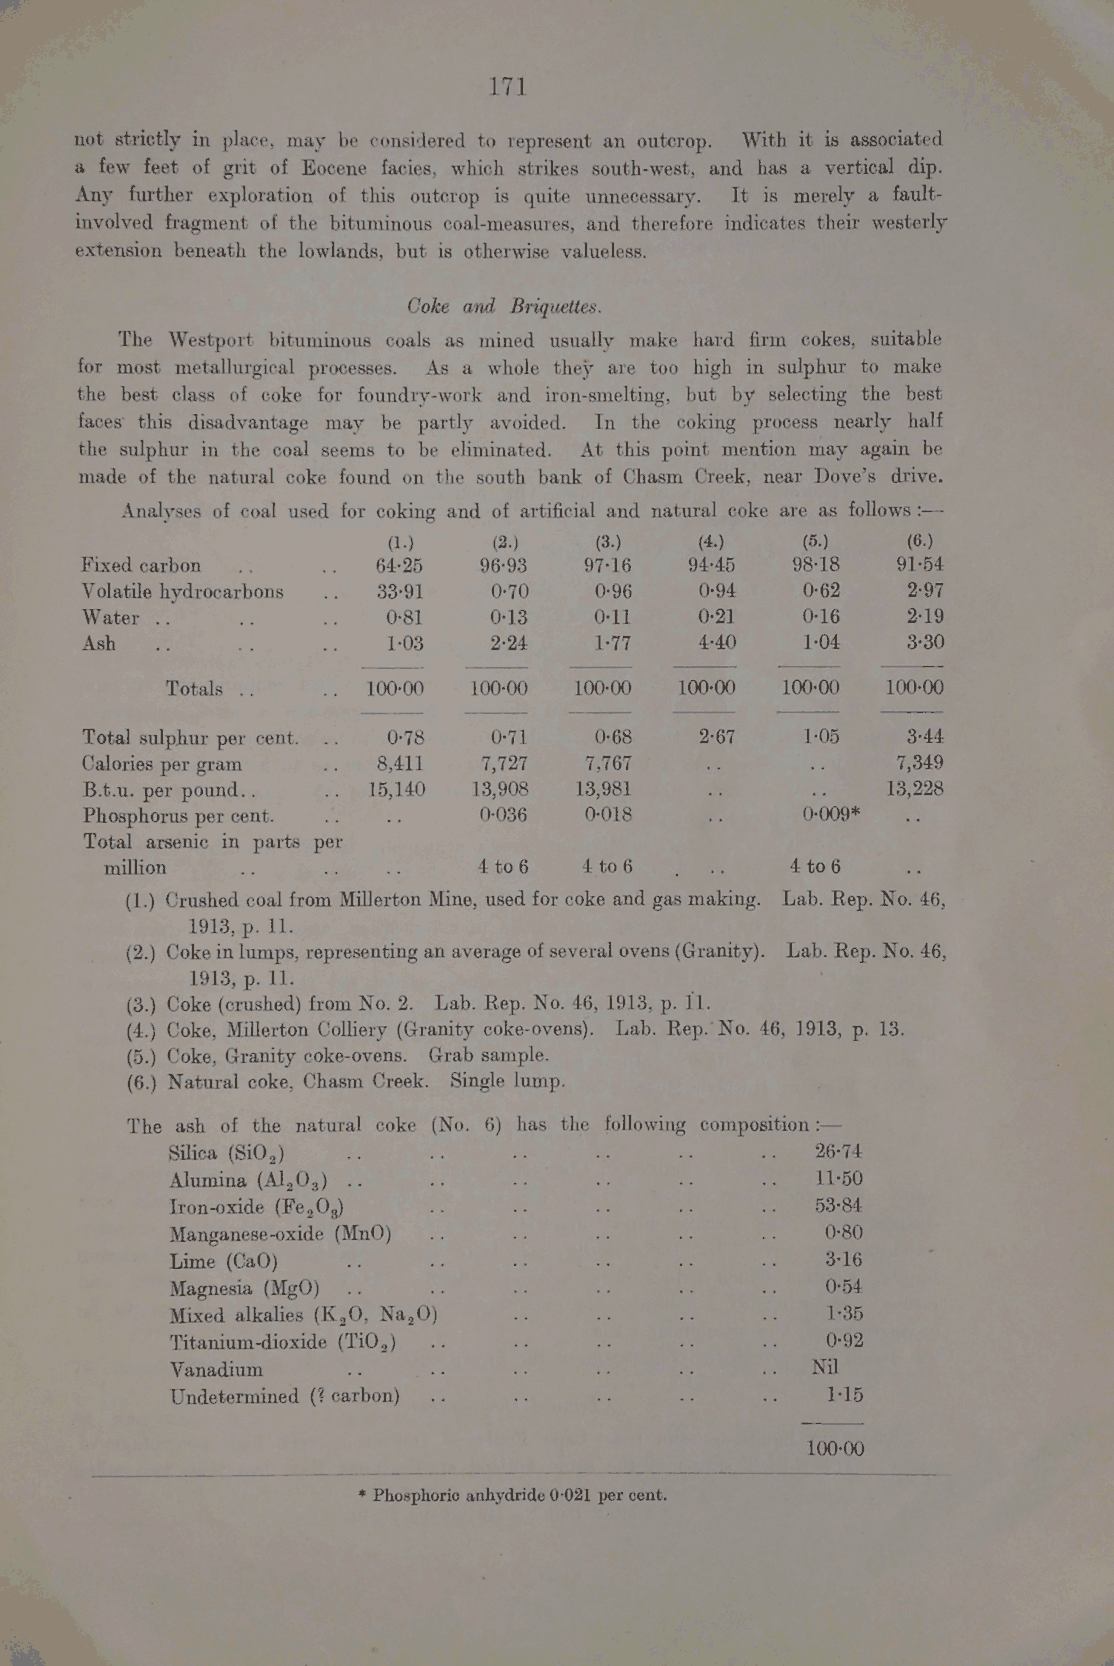 171
not strictly in place, may be considered to represent an outcrop. With it is associated
a few feet of grit of Eocene facies, which strikes south-west, and has a vertical dip.
Any further exploration of this outcrop is quite unnecessary. It is merely a fault-
involved fragment of the bituminous coal-measures, and therefore indicates their westerly
extension beneath the lowlands, but is otherwise valueless.
Coke and Briquettes.
The Westport bituminous coals as mined usually make hard firm cokes, suitable
for most metallurgical processes. As a whole they are too high in sulphur to make
the best class of coke for foundry-work and iron-smelting, but by selecting the best
faces this disadvantage may be partly avoided. In the coking process nearly half
the sulphur in the coal seems to be eliminated. At this point mention may again be
made of the natural coke found on the south bank of Chasm Creek, near Dove's drive.
Analyses of coal used for coking and of artificial and natural coke are as follows :—
(1.) (2.) (3.) (4.) (5.) (6.)
Fixed carbon .. .. 64·25 96·93 97·16 94·45 98·18 91·54
Volatile hydrocarbons .. 33·91 0·70 0·96 0·94 0·62 2·97
Water .. .. .. 0·81 0·13 0·11 0·21 0·16 2·19
Ash .. .. .. 1·03 2·24 1·77 4·40 1·04 3·30
Totals .. .. 100·00 100·00 100·00 100·00 100·00 100·00
Total sulphur per cent. .. 0·78 0·71 0·68 2·67 1·05 3·44
Calories per gram .. 8,411 7,727 7,767 .. .. 7,349
B.t.u. per pound.. .. 15,140 13,908 13,981 .. .. 13,228
Phosphorus per cent. .. .. 0·036 0·018 .. 0·009* ..
Total arsenic in parts per
million .. .. .. 4 to 6 4 to 6 .. 4 to 6 ..
(1.) Crushed coal from Millerton Mine, used for coke and gas making. Lab. Rep. No. 46,
1913, p. 11.
(2.) Coke in lumps, representing an average of several ovens (Granity). Lab. Rep. No. 46,
1913, p. 11.
(3.) Coke (crushed) from No. 2. Lab. Rep. No. 46, 1913, p. 11.
(4.) Coke, Millerton Colliery (Granity coke-ovens). Lab. Rep. No. 46, 1913, p. 13.
(5.) Coke, Granity coke-ovens. Grab sample.
(6.) Natural coke, Chasm Creek. Single lump.
The ash of the natural coke (No. 6) has the following composition :—
Silica (SiO₂) .. .. .. .. .. .. 26·74
Alumina (Al₂O₃) .. .. .. .. .. .. 11·50
Iron-oxide (Fe₂O₃) .. .. .. .. .. 53·84
Manganese-oxide (MnO) .. .. .. .. .. 0·80
Lime (CaO) .. .. .. .. .. .. 3·16
Magnesia (MgO) .. .. .. .. .. .. 0·54
Mixed alkalies (K₂O, Na₂O) .. .. .. .. 1·35
Titanium-dioxide (TiO₂) .. .. .. .. .. 0·92
Vanadium .. .. .. .. .. .. Nil
Undetermined (? carbon) .. .. .. .. .. 1·15
100·00
* Phosphoric anhydride 0·021 per cent.